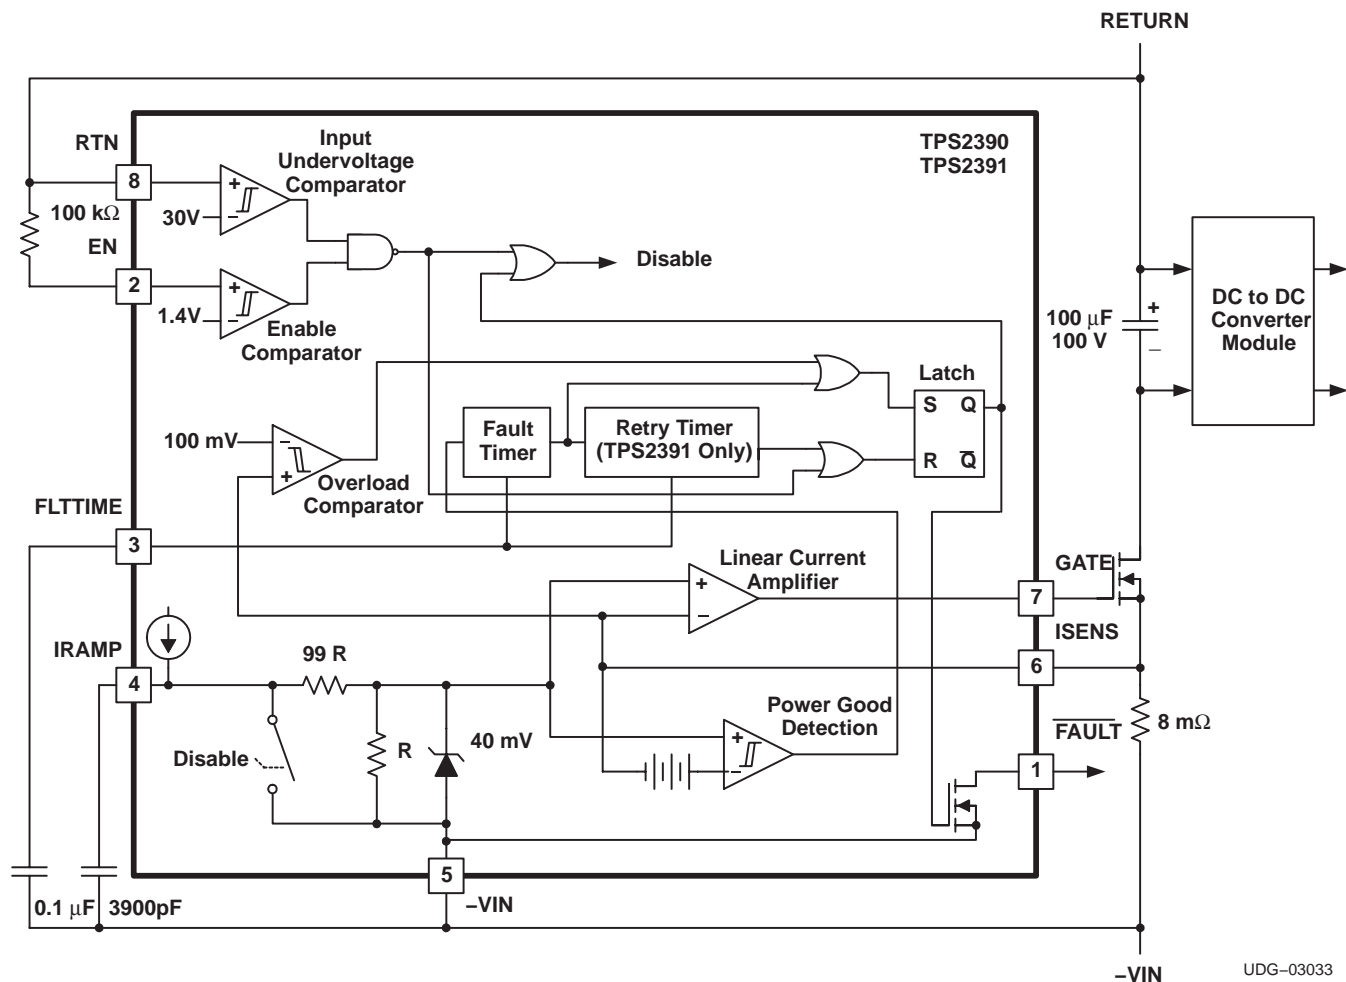 RETURN
TPS2390
TPS2391
Input
Undervoltage
Comparator
RTN
8
+
−
30V
100 kΩ
EN
2
+
−
1.4V
Enable
Comparator
Disable
100 μF
100 V
+
−
DC to DC
Converter
Module
Latch
S Q
R Q̅
Fault
Timer
Retry Timer
(TPS2391 Only)
100 mV
−
+
Overload
Comparator
FLTTIME
3
Linear Current
Amplifier
+
−
GATE
7
ISENS
6
IRAMP
4
99 R
Disable
R
40 mV
Power Good
Detection
+
−
F̅A̅U̅L̅T̅
1
8 mΩ
5
−VIN
0.1 μF
3900pF
−VIN
UDG−03033